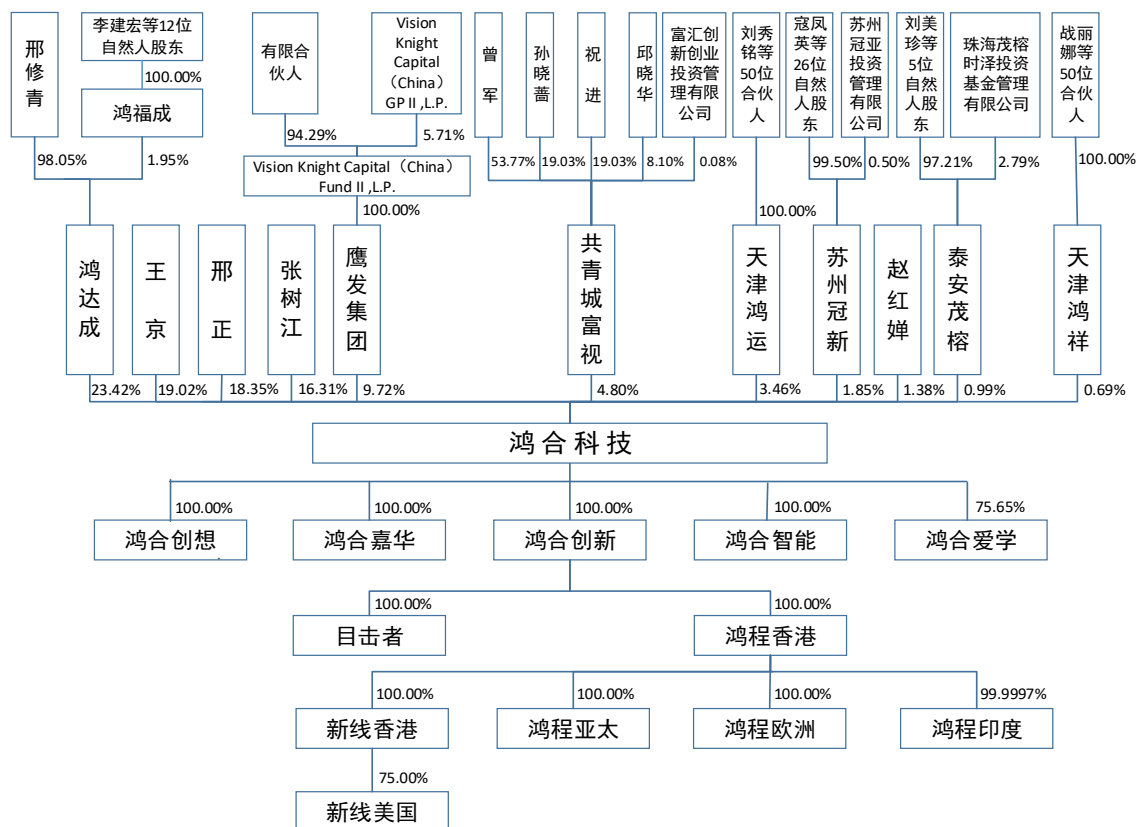 邢修青
李建宏等12位
自然人股东
有限合
伙人
Vision
Knight
Capital
（China）
GP II ,L.P.
曾军
孙晓蔷
祝进
邱晓华
富汇创
新创业
投资管
理有限
公司
刘秀
铭等
50位
合伙
人
寇凤
英等
26位
自然
人股
东
苏州
冠亚
投资
管理
有限
公司
刘美
珍等
5位
自然
人股
东
珠海茂榕
时泽投资
基金管理
有限公司
战丽
娜等
50位
合伙
人
100.00%
鸿福成
94.29%
5.71%
98.05%
1.95%
53.77%
19.03%
19.03%
8.10%
0.08%
99.50%
0.50%
97.21%
2.79%
100.00%
Vision Knight Capital（China）
Fund II ,L.P.
100.00%
100.00%
鸿达成
王京
邢正
张树江
鹰发集团
共青城富视
天津鸿运
苏州冠新
赵红婵
泰安茂榕
天津鸿祥
23.42%
19.02%
18.35%
16.31%
9.72%
4.80%
3.46%
1.85%
1.38%
0.99%
0.69%
鸿合科技
100.00%
100.00%
100.00%
100.00%
75.65%
鸿合创想
鸿合嘉华
鸿合创新
鸿合智能
鸿合爱学
100.00%
100.00%
目击者
鸿程香港
100.00%
100.00%
100.00%
99.9997%
新线香港
鸿程亚太
鸿程欧洲
鸿程印度
75.00%
新线美国